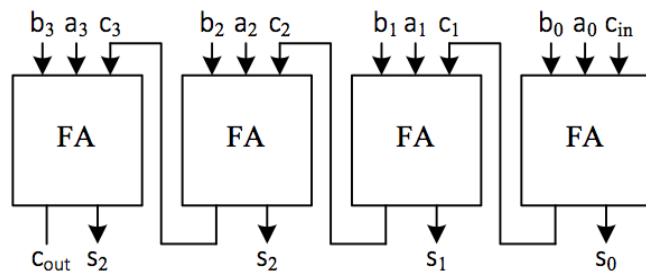 b₃ a₃ c₃ b₂ a₂ c₂ b₁ a₁ c₁ b₀ a₀ cᵢₙ
FA FA FA FA
cₒᵤₜ s₂ s₂ s₁ s₀